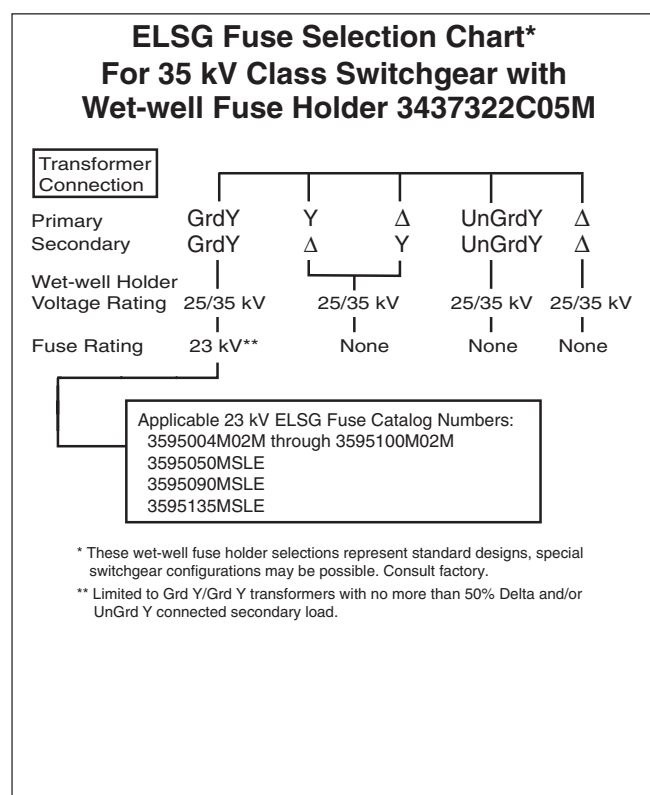 ELSG Fuse Selection Chart*
For 35 kV Class Switchgear with
Wet-well Fuse Holder 3437322C05M
Transformer
Connection
Primary GrdY Y Δ UnGrdY Δ
Secondary GrdY Δ Y UnGrdY Δ
Wet-well Holder
Voltage Rating 25/35 kV 25/35 kV 25/35 kV 25/35 kV
Fuse Rating 23 kV** None None None
Applicable 23 kV ELSG Fuse Catalog Numbers:
3595004M02M through 3595100M02M
3595050MSLE
3595090MSLE
3595135MSLE
* These wet-well fuse holder selections represent standard designs, special
switchgear configurations may be possible. Consult factory.
** Limited to Grd Y/Grd Y transformers with no more than 50% Delta and/or
UnGrd Y connected secondary load.